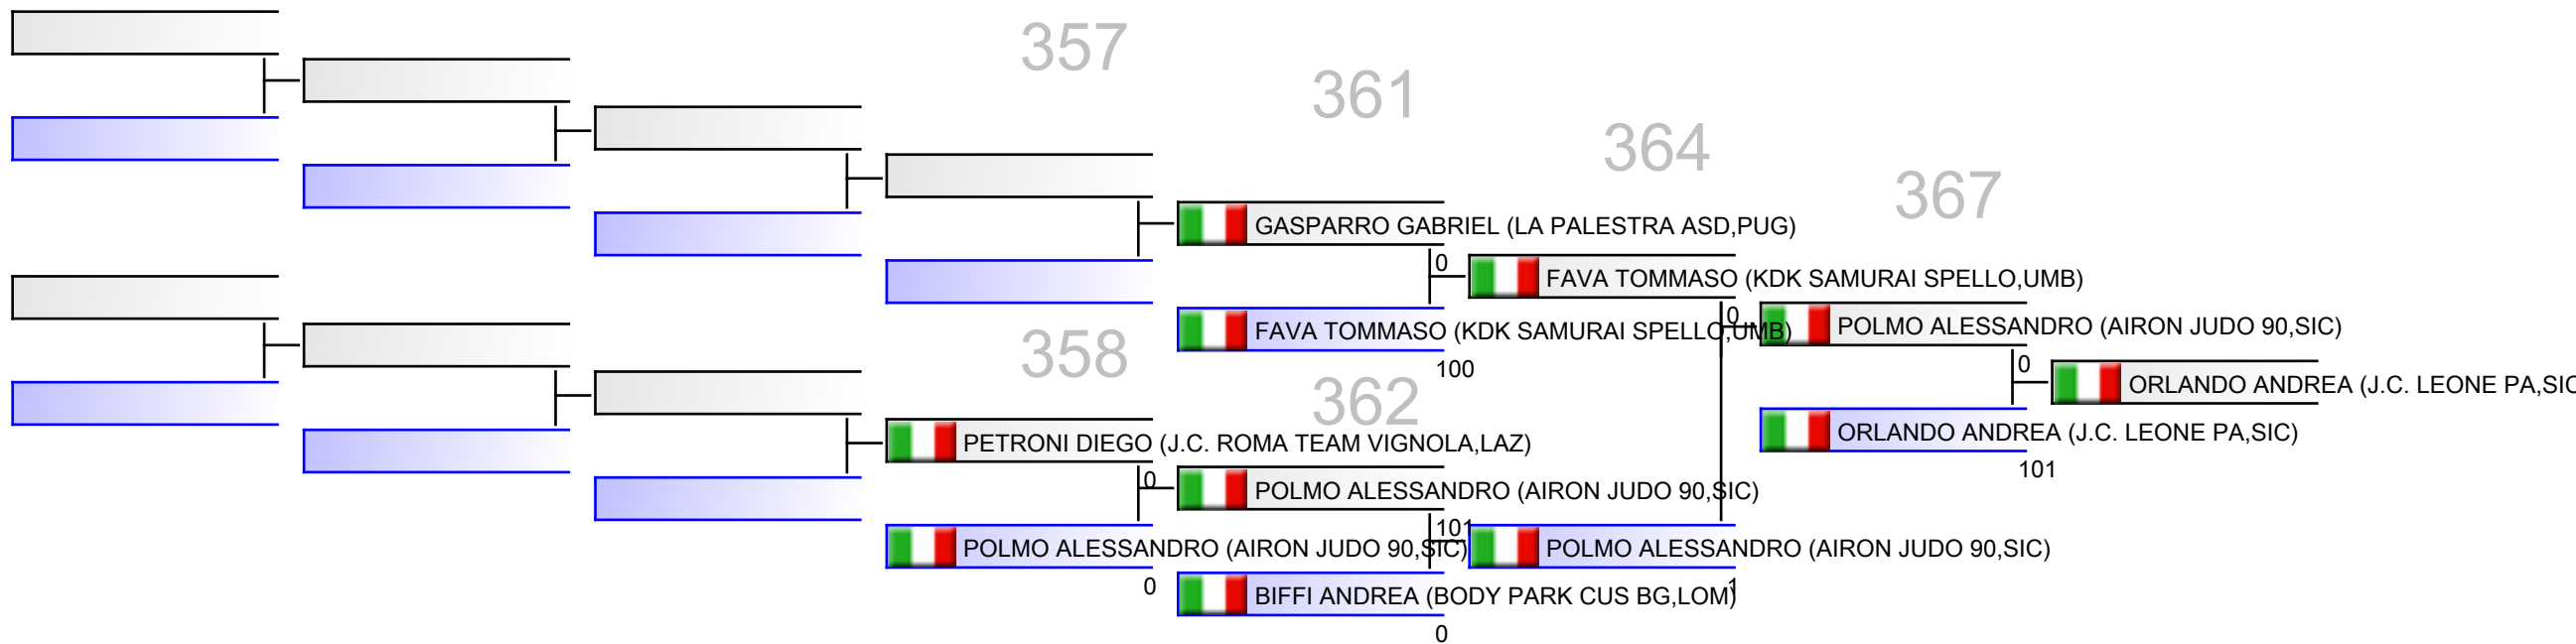 357
361
364
367
GASPARRO GABRIEL (LA PALESTRA ASD,PUG)
0
FAVA TOMMASO (KDK SAMURAI SPELLO,UMB)
0
POLMO ALESSANDRO (AIRON JUDO 90,SIC)
FAVA TOMMASO (KDK SAMURAI SPELLO,UMB)
100
0
ORLANDO ANDREA (J.C. LEONE PA,SIC
ORLANDO ANDREA (J.C. LEONE PA,SIC)
101
358
362
PETRONI DIEGO (J.C. ROMA TEAM VIGNOLA,LAZ)
0
POLMO ALESSANDRO (AIRON JUDO 90,SIC)
101
POLMO ALESSANDRO (AIRON JUDO 90,SIC)
0
POLMO ALESSANDRO (AIRON JUDO 90,SIC)
1
BIFFI ANDREA (BODY PARK CUS BG,LOM)
0